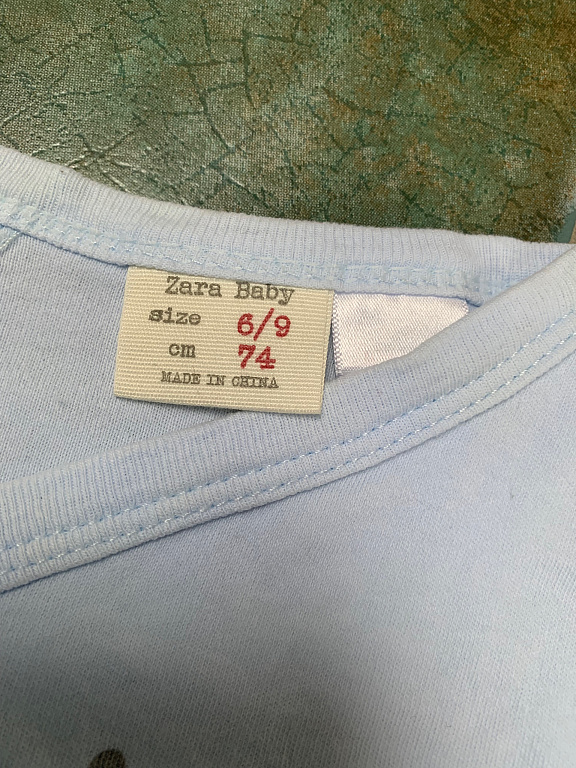 Zara Baby
size 6/9
cm 74
MADE IN CHINA